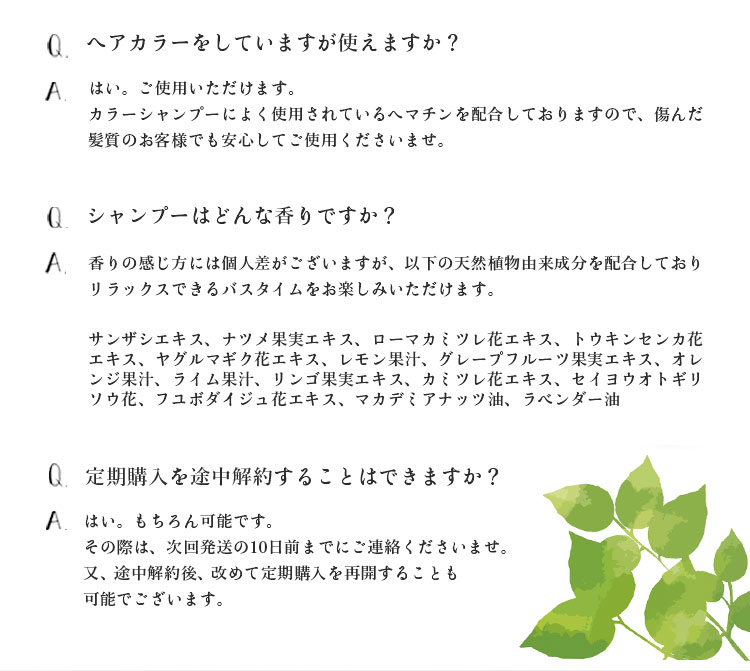 Q. ヘアカラーをしていますが使えますか？
A. はい。ご使用いただけます。
カラーシャンプーによく使用されているヘマチンを配合しておりますので、傷んだ
髪質のお客様でも安心してご使用くださいませ。
Q. シャンプーはどんな香りですか？
A. 香りの感じ方には個人差がございますが、以下の天然植物由来成分を配合しており
リラックスできるバスタイムをお楽しみいただけます。
サンザシエキス、ナツメ果実エキス、ローマカミツレ花エキス、トウキンセンカ花
エキス、ヤグルマギク花エキス、レモン果汁、グレープフルーツ果実エキス、オレ
ンジ果汁、ライム果汁、リンゴ果実エキス、カミツレ花エキス、セイヨウオトギリ
ソウ花、フユボダイジュ花エキス、マカデミアナッツ油、ラベンダー油
Q. 定期購入を途中解約することはできますか？
A. はい。もちろん可能です。
その際は、次回発送の10日前までにご連絡くださいませ。
又、途中解約後、改めて定期購入を再開することも
可能でございます。